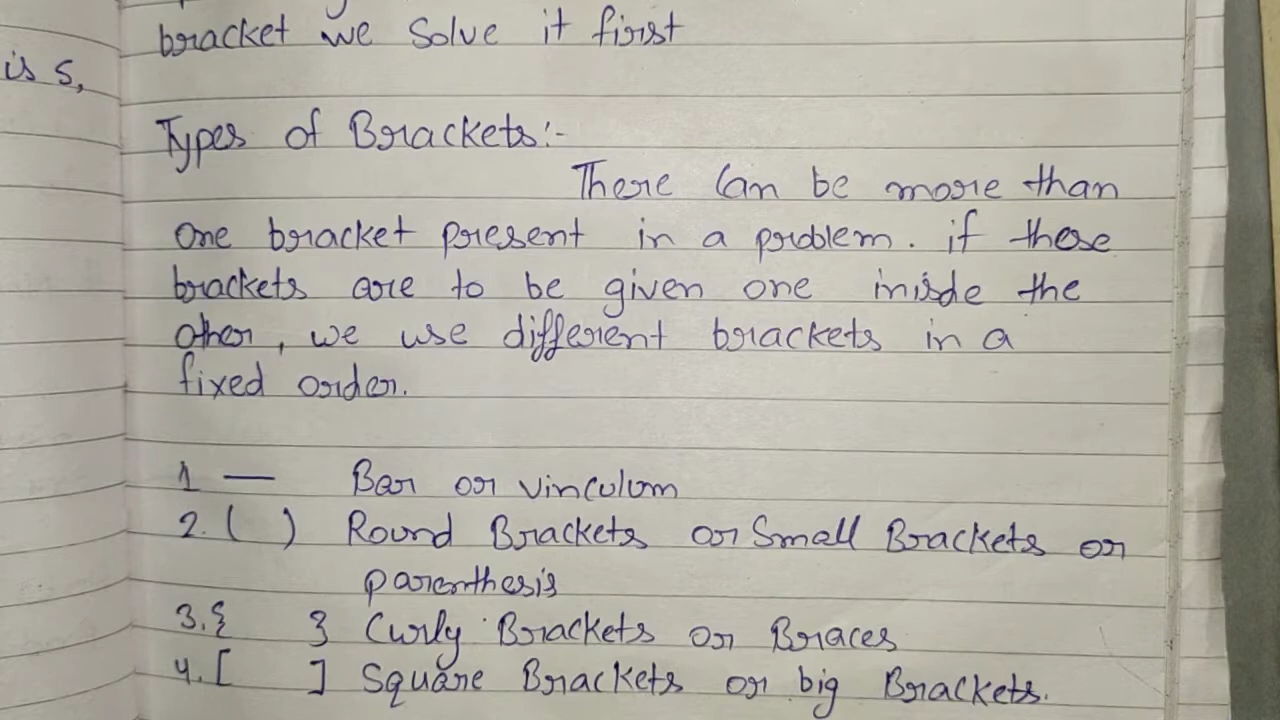 bracket we solve it first
is 5,
Types of Brackets:-
There can be more than
one bracket present in a problem. if these
brackets are to be given one inisde the
other, we use different brackets in a
fixed order.
1 — Bar or vinculum
2. ( ) Round Brackets or Small Brackets or
parenthesis
3. { } Curly Brackets or Braces
4. [ ] Square Brackets or big Brackets.